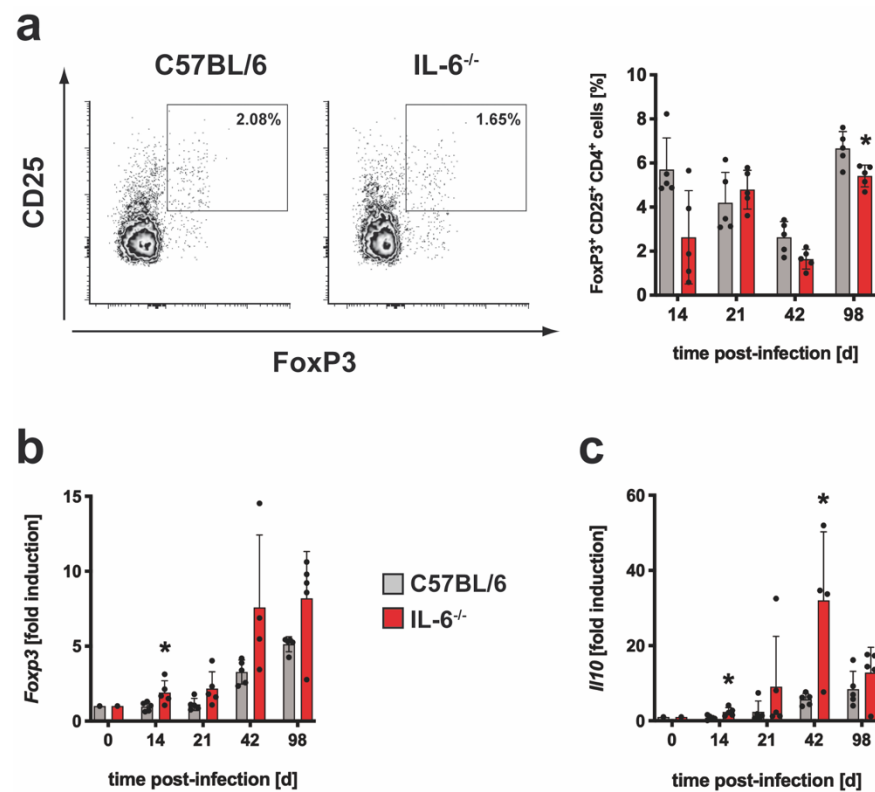 a
C57BL/6
IL-6-/-
2.08%
1.65%
CD25
FoxP3
FoxP3+ CD25+ CD4+ cells [%]
10
8
6
4
2
0
*
14 21 42 98
time post-infection [d]
b
Foxp3 [fold induction]
15
10
5
0
*
0 14 21 42 98
time post-infection [d]
C57BL/6
IL-6-/-
c
Il10 [fold induction]
60
40
20
0
*
*
0 14 21 42 98
time post-infection [d]